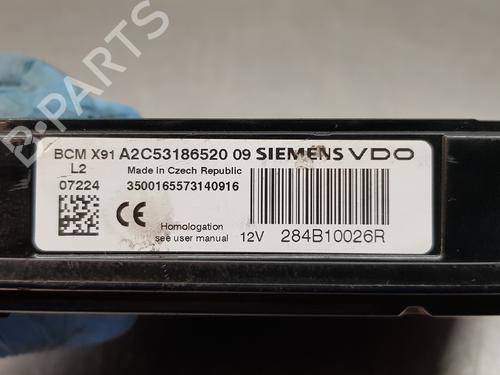 BCM X91 A2C53186520 09 SIEMENS VDO
L2 Made in Czech Republic
07224 3500165573140916
CE
Homologation
see user manual 12V 284B10026R
B-PARTS